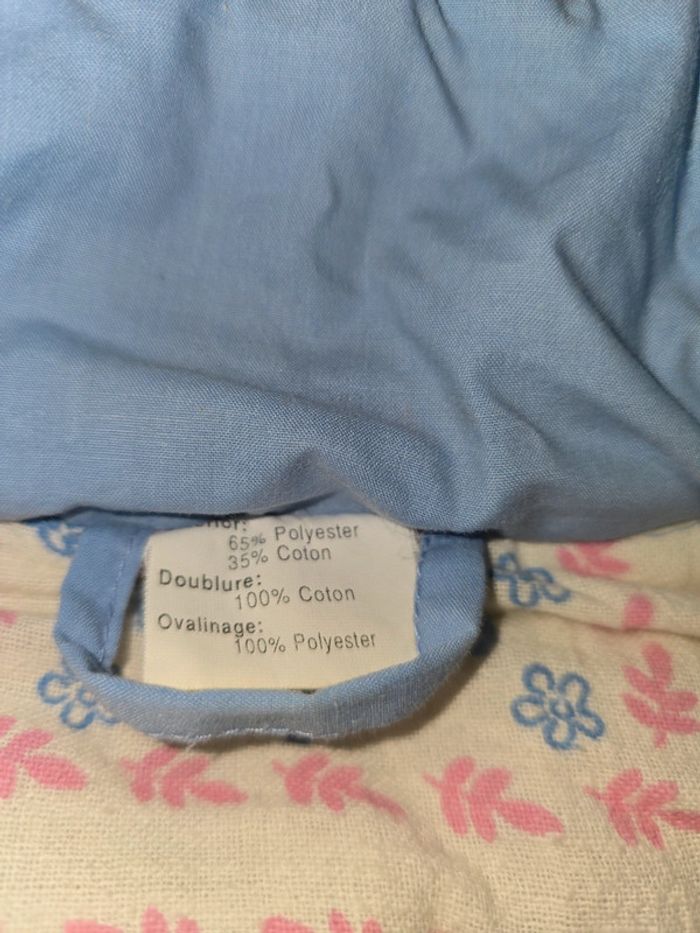 65% Polyester
35% Coton
Doublure:
100% Coton
Ovalinage:
100% Polyester